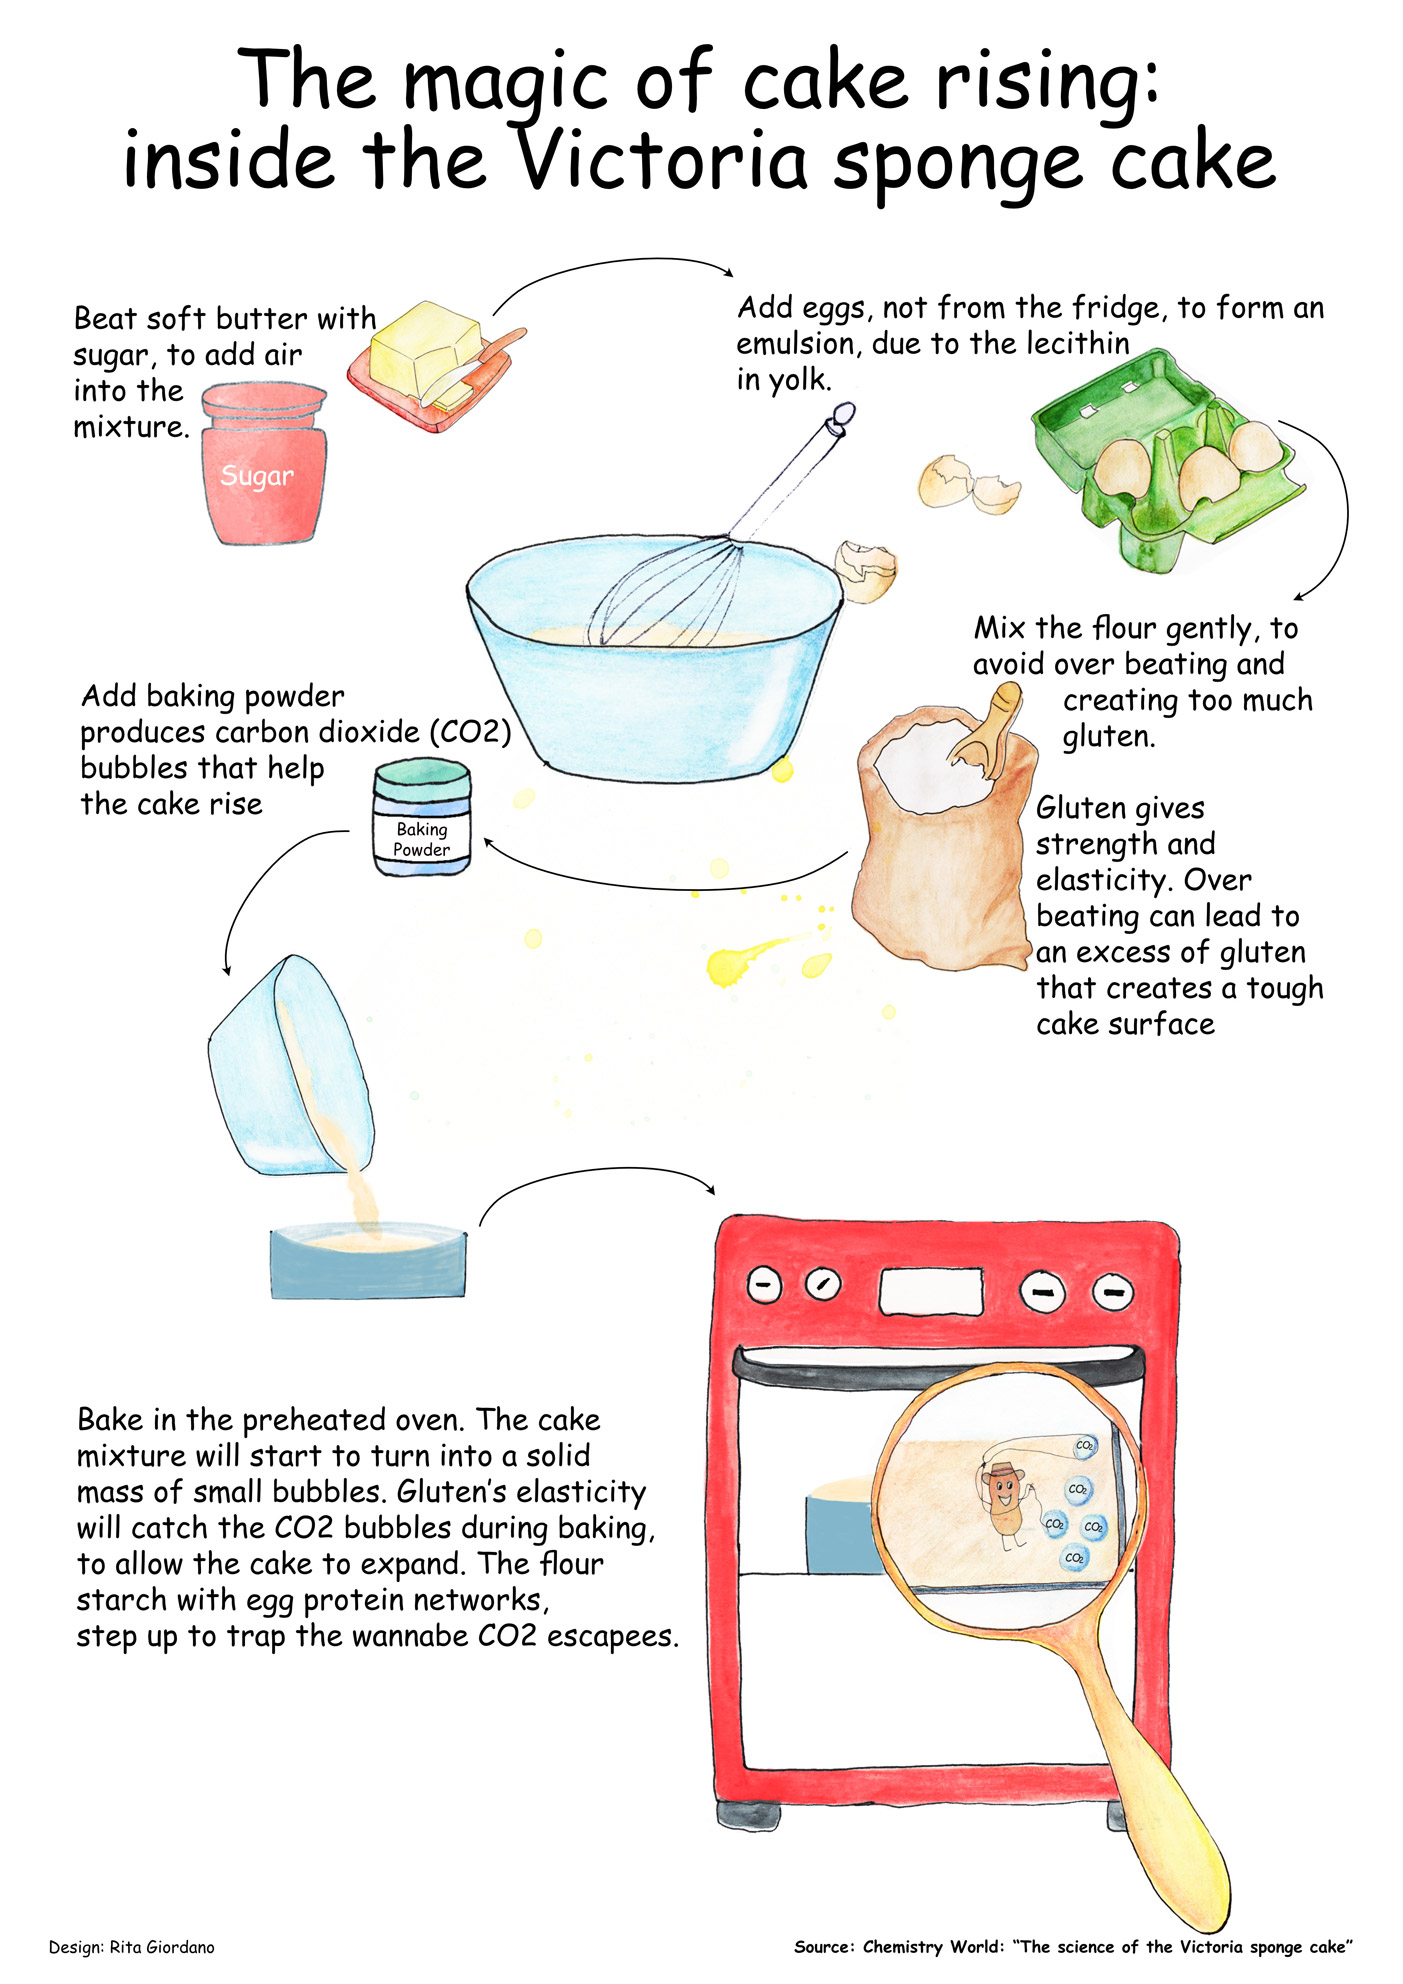 The magic of cake rising:
inside the Victoria sponge cake
Beat soft butter with
sugar, to add air
into the
mixture.
Sugar
Add eggs, not from the fridge, to form an
emulsion, due to the lecithin
in yolk.
Mix the flour gently, to
avoid over beating and
creating too much
gluten.
Gluten gives
strength and
elasticity. Over
beating can lead to
an excess of gluten
that creates a tough
cake surface
Add baking powder
produces carbon dioxide (CO2)
bubbles that help
the cake rise
Baking
Powder
Bake in the preheated oven. The cake
mixture will start to turn into a solid
mass of small bubbles. Gluten’s elasticity
will catch the CO2 bubbles during baking,
to allow the cake to expand. The flour
starch with egg protein networks,
step up to trap the wannabe CO2 escapees.
CO2
CO2
CO2
CO2
CO2
Design: Rita Giordano
Source: Chemistry World: “The science of the Victoria sponge cake”